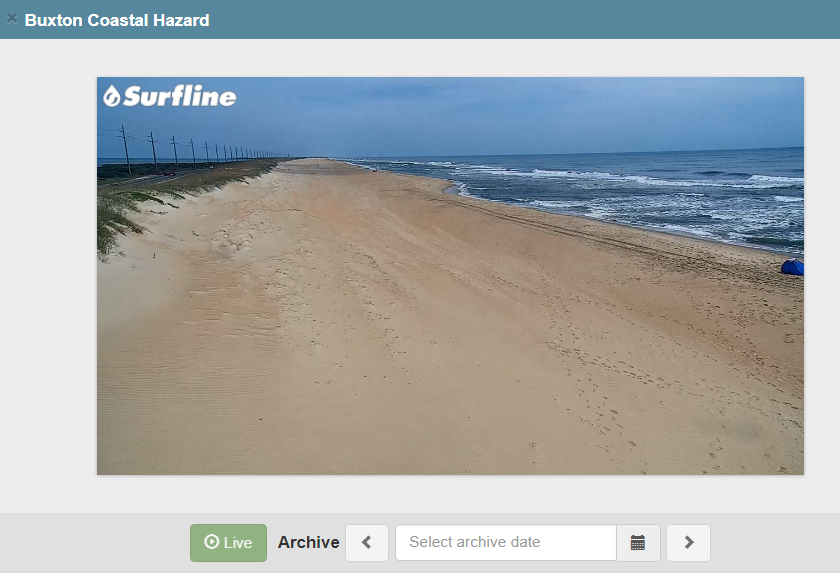 Buxton Coastal Hazard
Surfline
Live Archive Select archive date